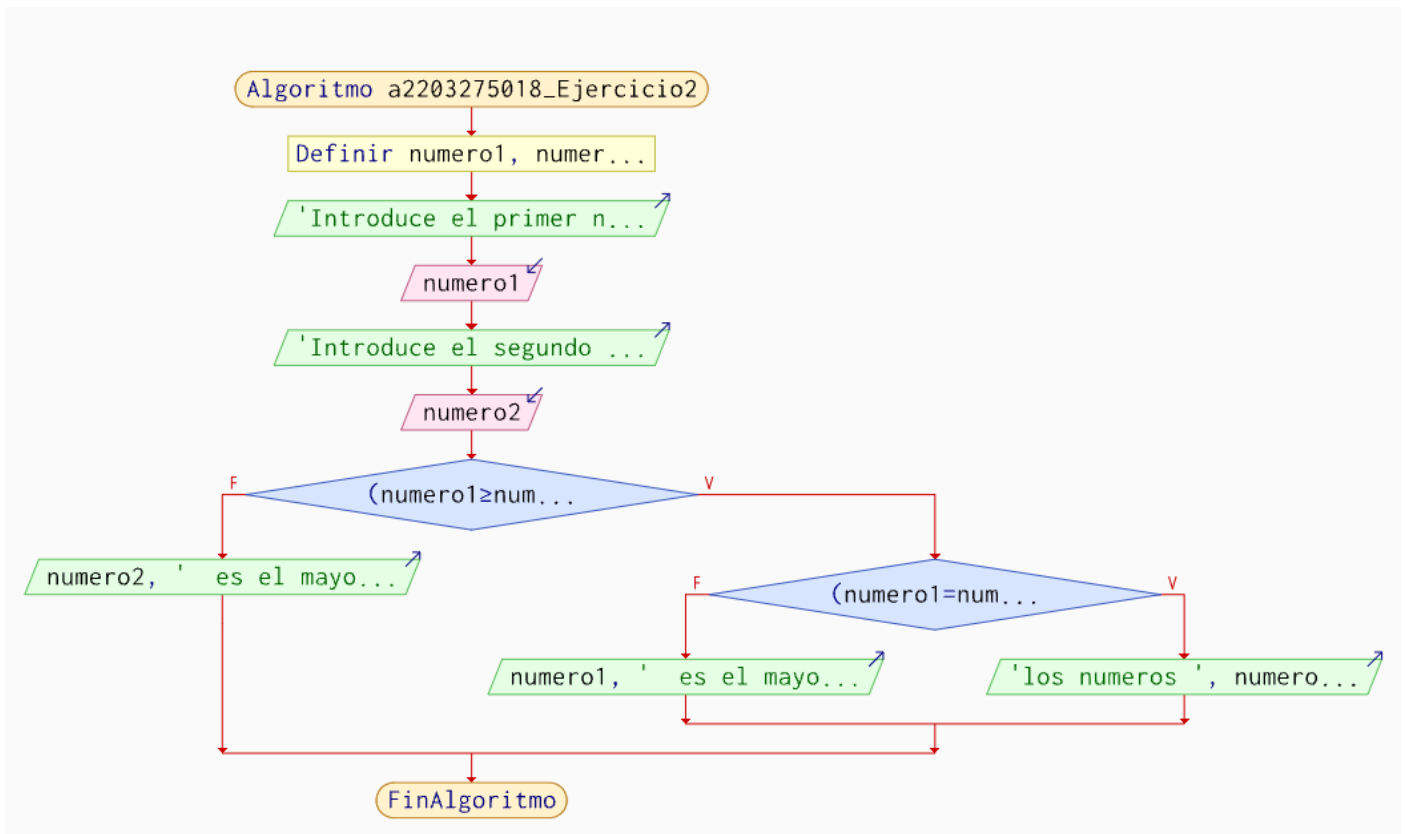 Algoritmo a2203275018_Ejercicio2
Definir numero1, numer...
'Introduce el primer n...
numero1
'Introduce el segundo ...
numero2
F
(numero1≥num...
V
numero2, '  es el mayo...
F
(numero1=num...
V
numero1, '  es el mayo...
'los numeros ', numero...
FinAlgoritmo